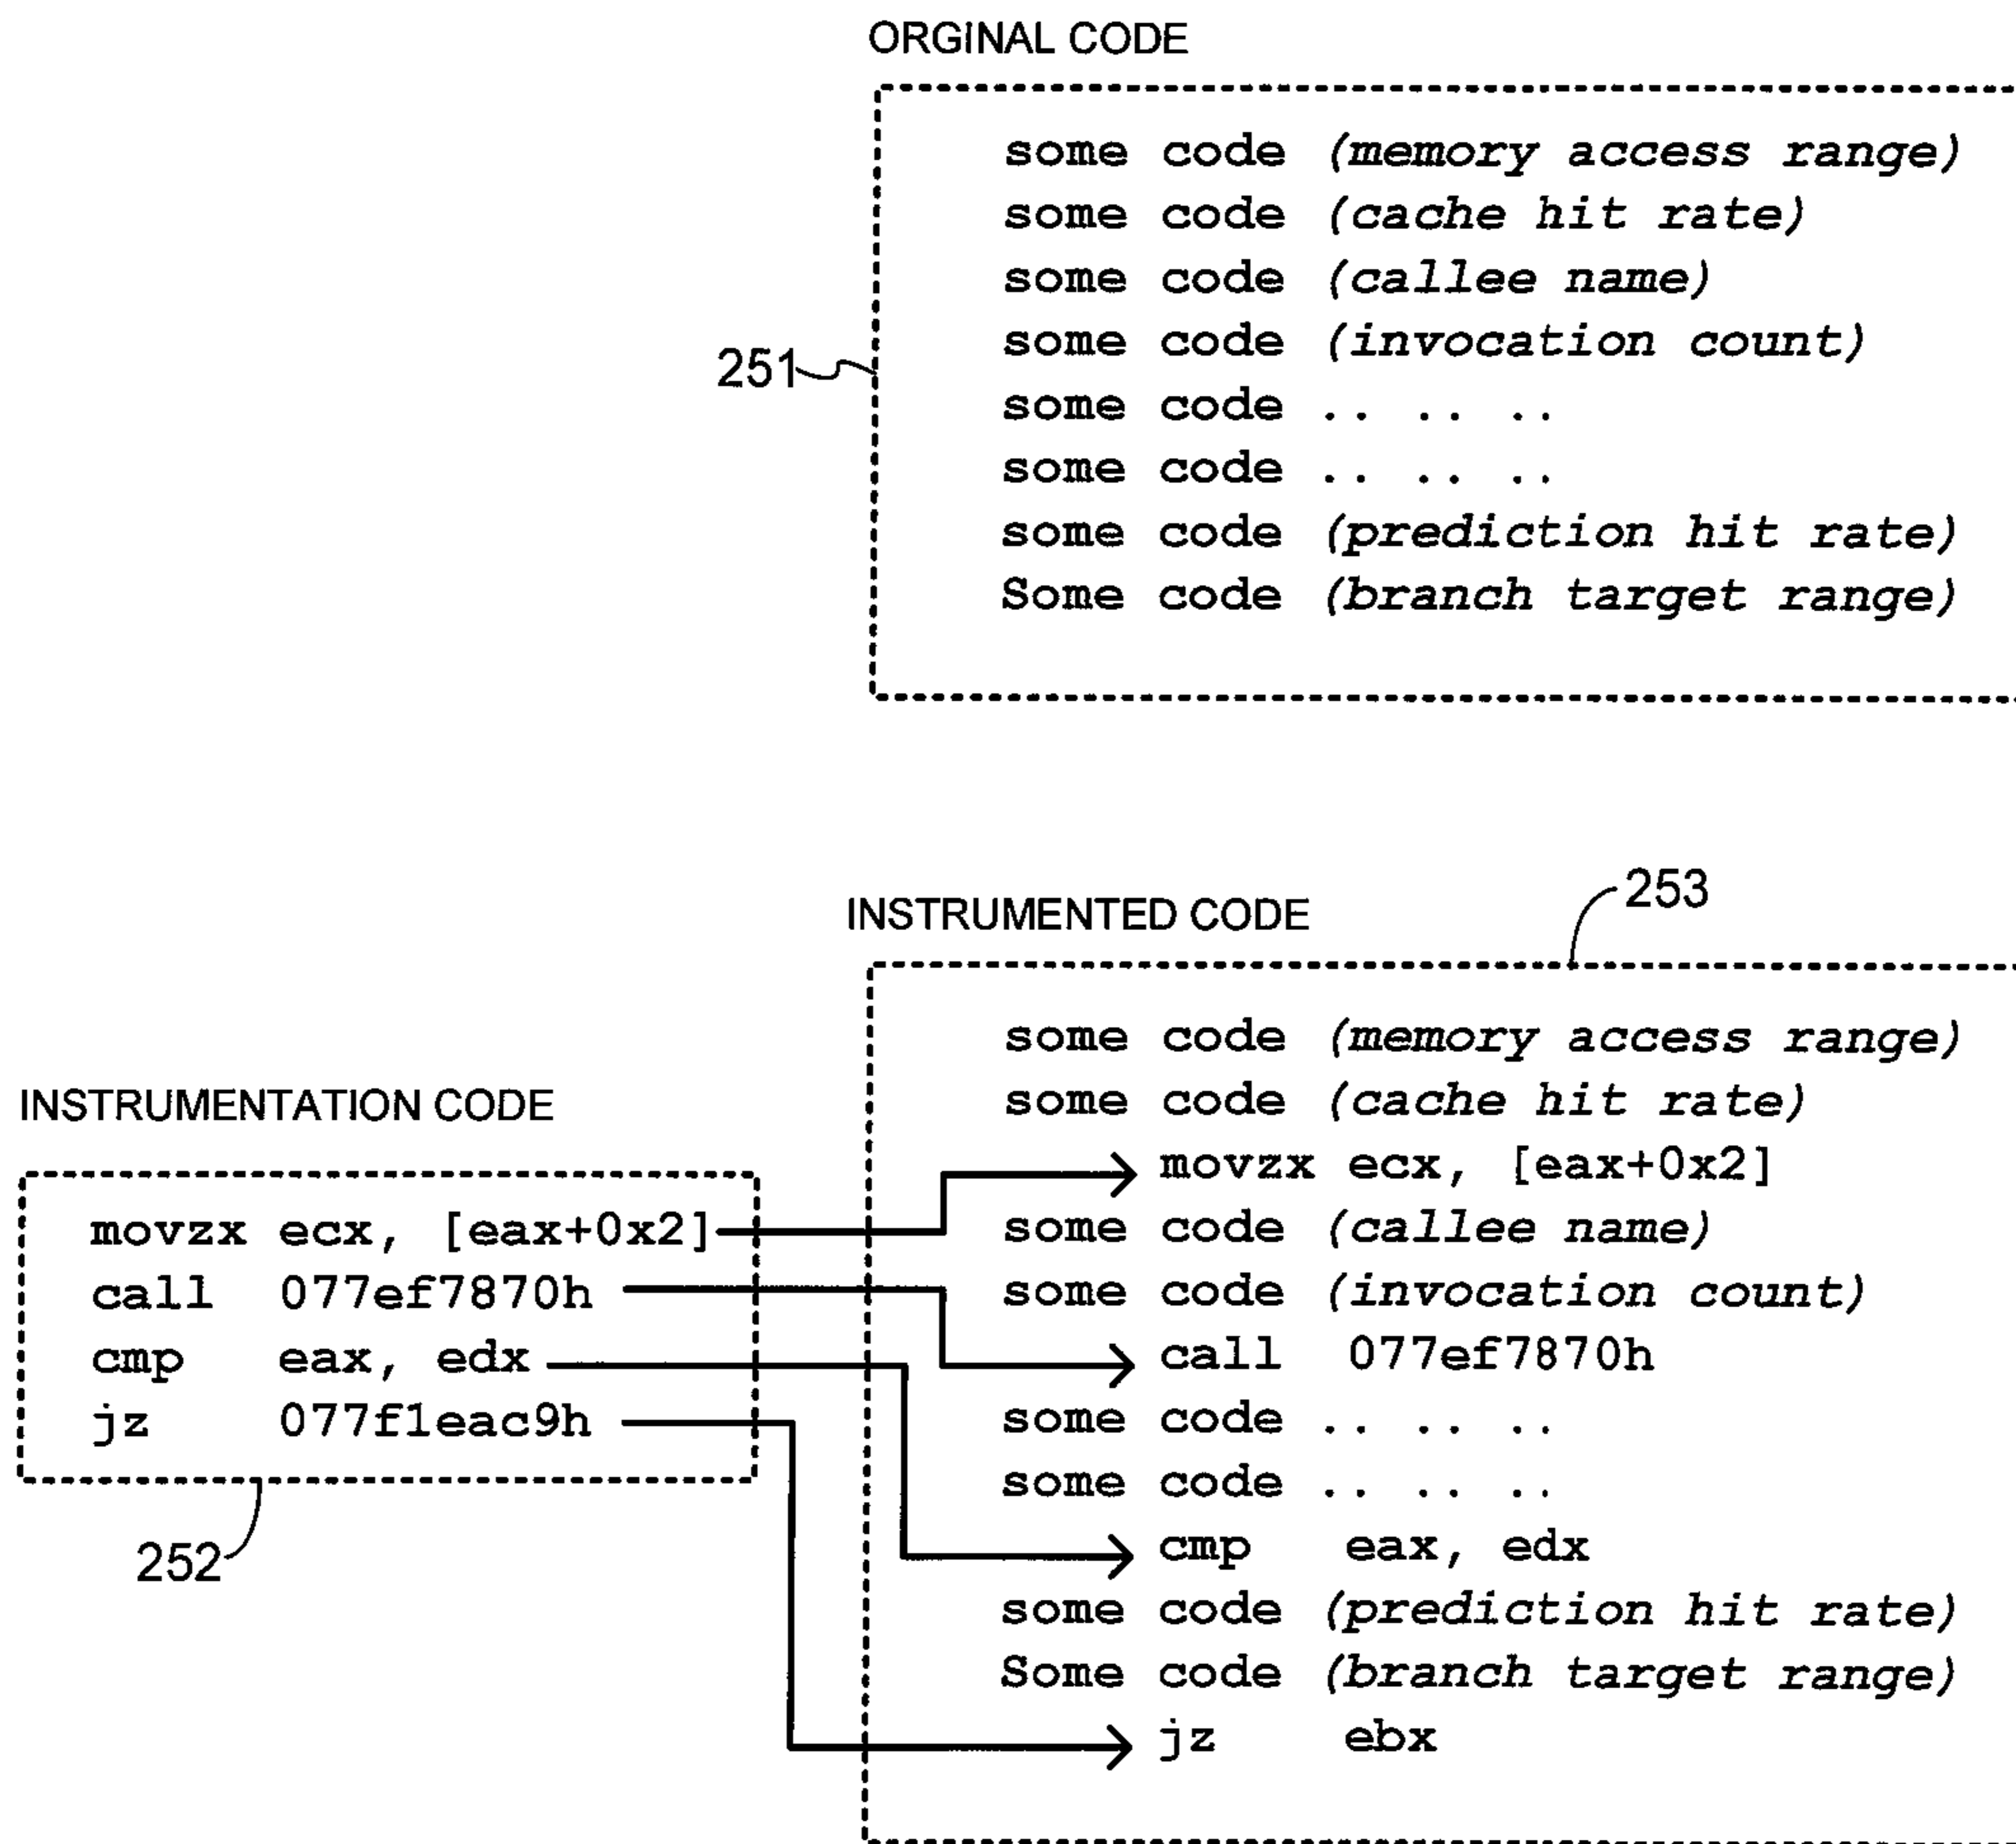 ORGINAL CODE
some code (memory access range)
some code (cache hit rate)
some code (callee name)
some code (invocation count)
251
some code .. .. ..
some code .. .. ..
some code (prediction hit rate)
Some code (branch target range)
253
INSTRUMENTED CODE
some code (memory access range)
some code (cache hit rate)
movzx ecx, [eax+0x2]
some code (callee name)
some code (invocation count)
call 077ef7870h
some code .. .. ..
some code .. .. ..
cmp eax, edx
some code (prediction hit rate)
Some code (branch target range)
jz ebx
INSTRUMENTATION CODE
movzx ecx, [eax+0x2]
call 077ef7870h
cmp eax, edx
jz 077f1eac9h
252